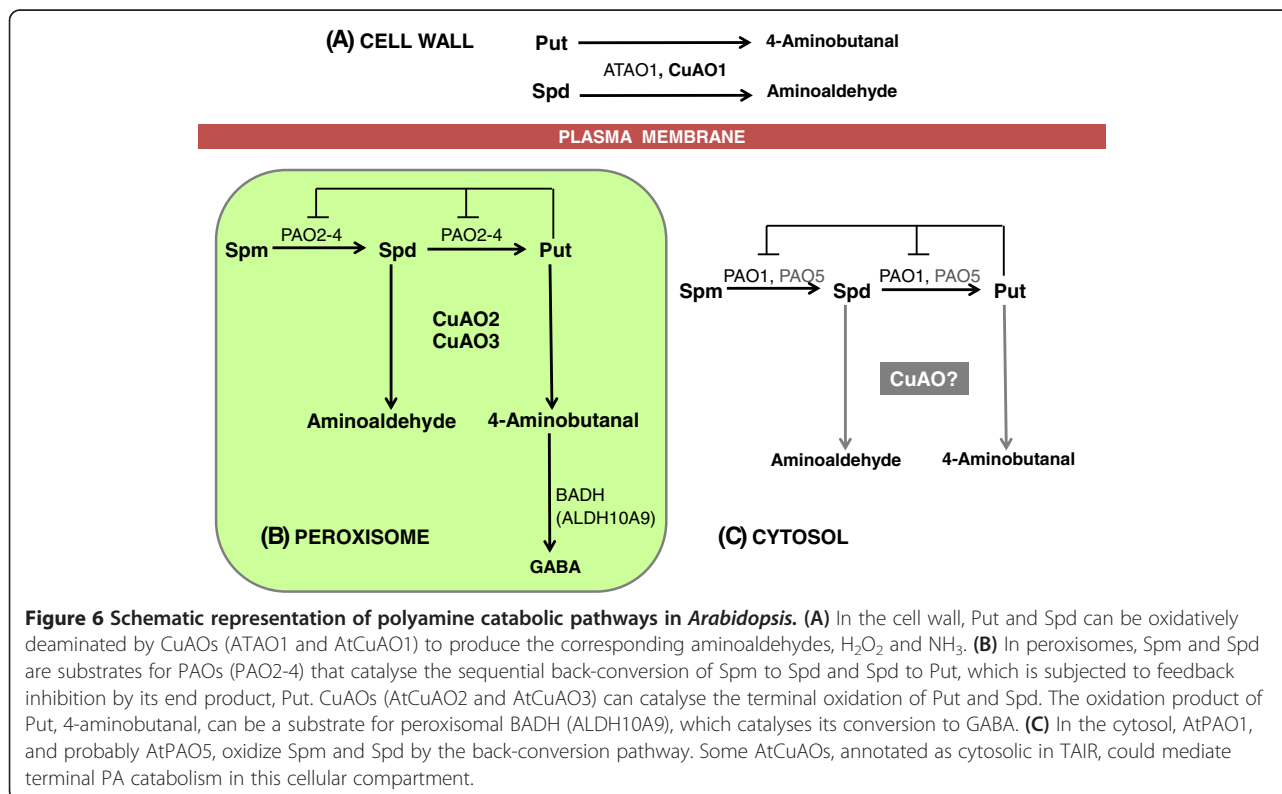 (A) CELL WALL
Put
4-Aminobutanal
ATAO1, CuAO1
Spd
Aminoaldehyde
PLASMA MEMBRANE
Spm
PAO2-4
Spd
PAO2-4
Put
CuAO2
CuAO3
Aminoaldehyde
4-Aminobutanal
BADH
(ALDH10A9)
(B) PEROXISOME
GABA
Spm
PAO1, PAO5
Spd
PAO1, PAO5
Put
CuAO?
Aminoaldehyde
4-Aminobutanal
(C) CYTOSOL
Figure 6 Schematic representation of polyamine catabolic pathways in Arabidopsis. (A) In the cell wall, Put and Spd can be oxidatively
deaminated by CuAOs (ATAO1 and AtCuAO1) to produce the corresponding aminoaldehydes, H₂O₂ and NH₃. (B) In peroxisomes, Spm and Spd
are substrates for PAOs (PAO2-4) that catalyse the sequential back-conversion of Spm to Spd and Spd to Put, which is subjected to feedback
inhibition by its end product, Put. CuAOs (AtCuAO2 and AtCuAO3) can catalyse the terminal oxidation of Put and Spd. The oxidation product of
Put, 4-aminobutanal, can be a substrate for peroxisomal BADH (ALDH10A9), which catalyses its conversion to GABA. (C) In the cytosol, AtPAO1,
and probably AtPAO5, oxidize Spm and Spd by the back-conversion pathway. Some AtCuAOs, annotated as cytosolic in TAIR, could mediate
terminal PA catabolism in this cellular compartment.